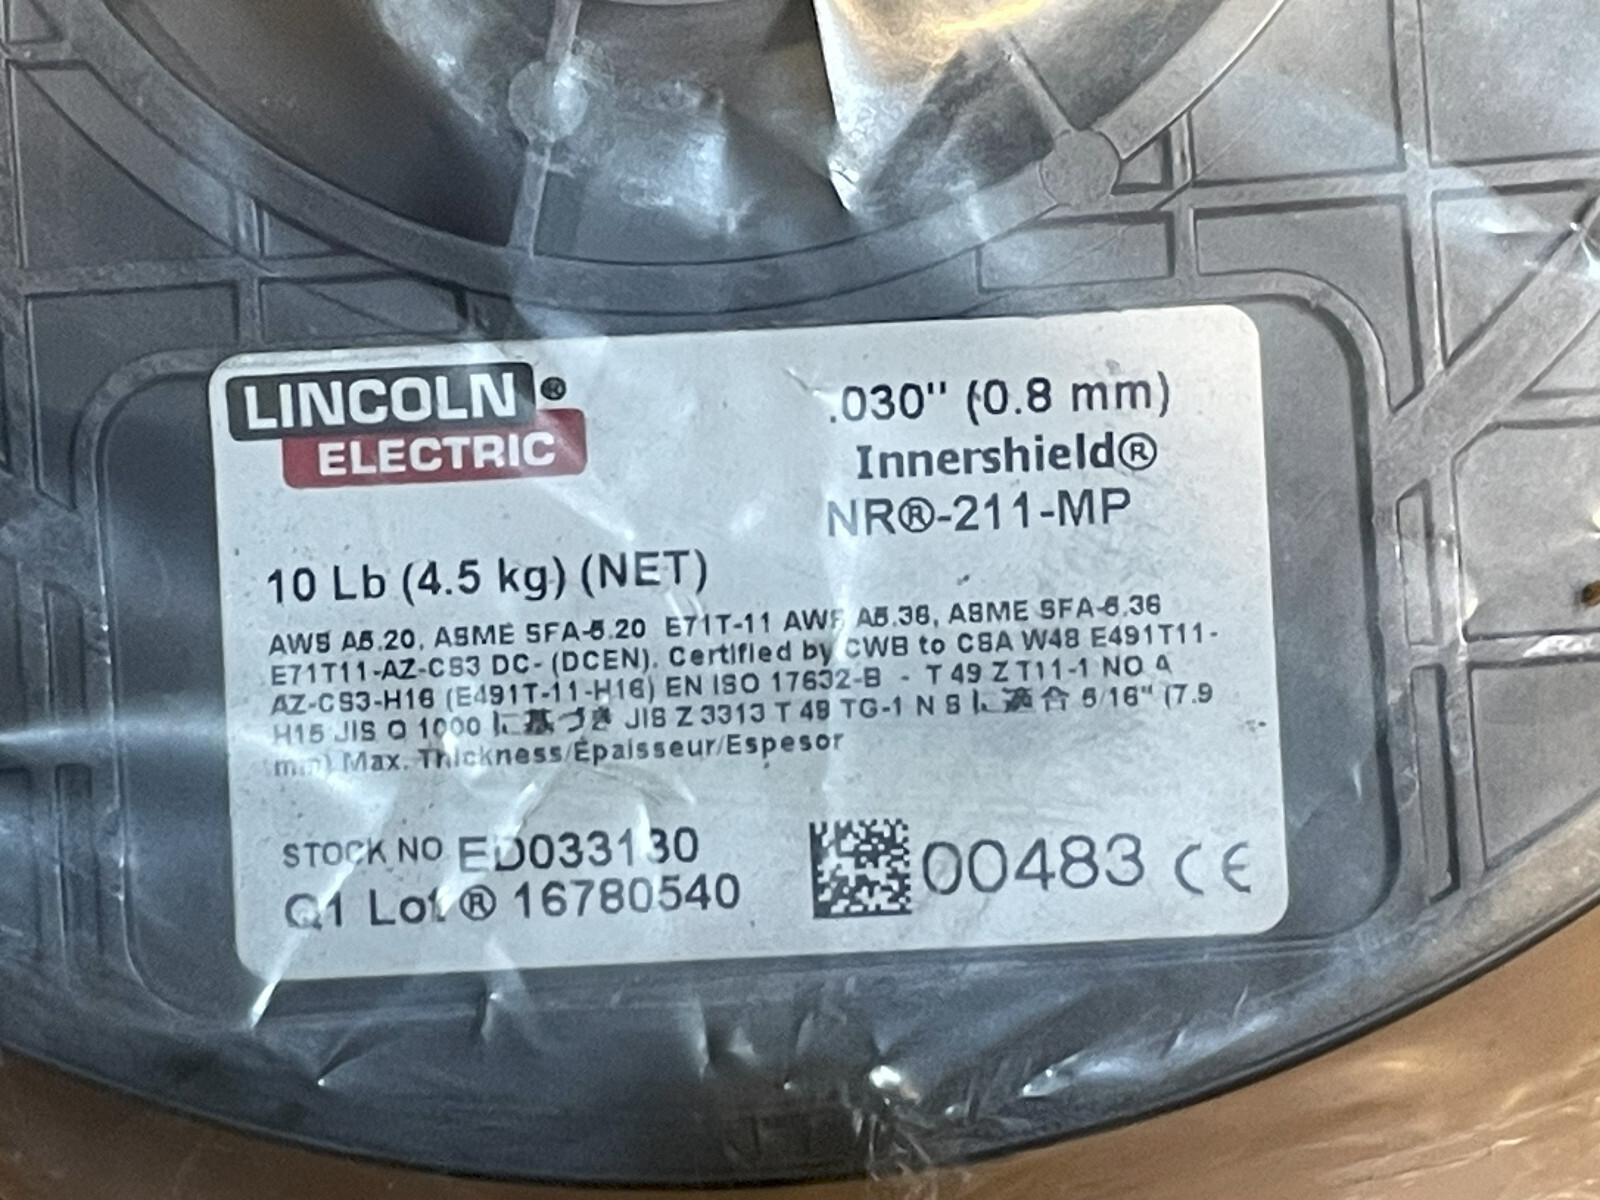 LINCOLN ®
ELECTRIC
.030" (0.8 mm)
Innershield®
NR®-211-MP
10 Lb (4.5 kg) (NET)
AWS A5.20, ASME SFA-5.20 E71T-11 AWS A5.36, ASME SFA-5.36
E71T11-AZ-CS3 DC- (DCEN). Certified by CWB to CSA W48 E491T11-
AZ-CS3-H16 (E491T-11-H16) EN ISO 17632-B - T 49 Z T11-1 NO A
H15 JIS Q 1000 に基づき JIS Z 3313 T 49 TG-1 N S に適合 5/16" (7.9
mm) Max. Thickness/Épaisseur/Espesor
STOCK NO ED033130
Q1 Lot ® 16780540
00483 CE